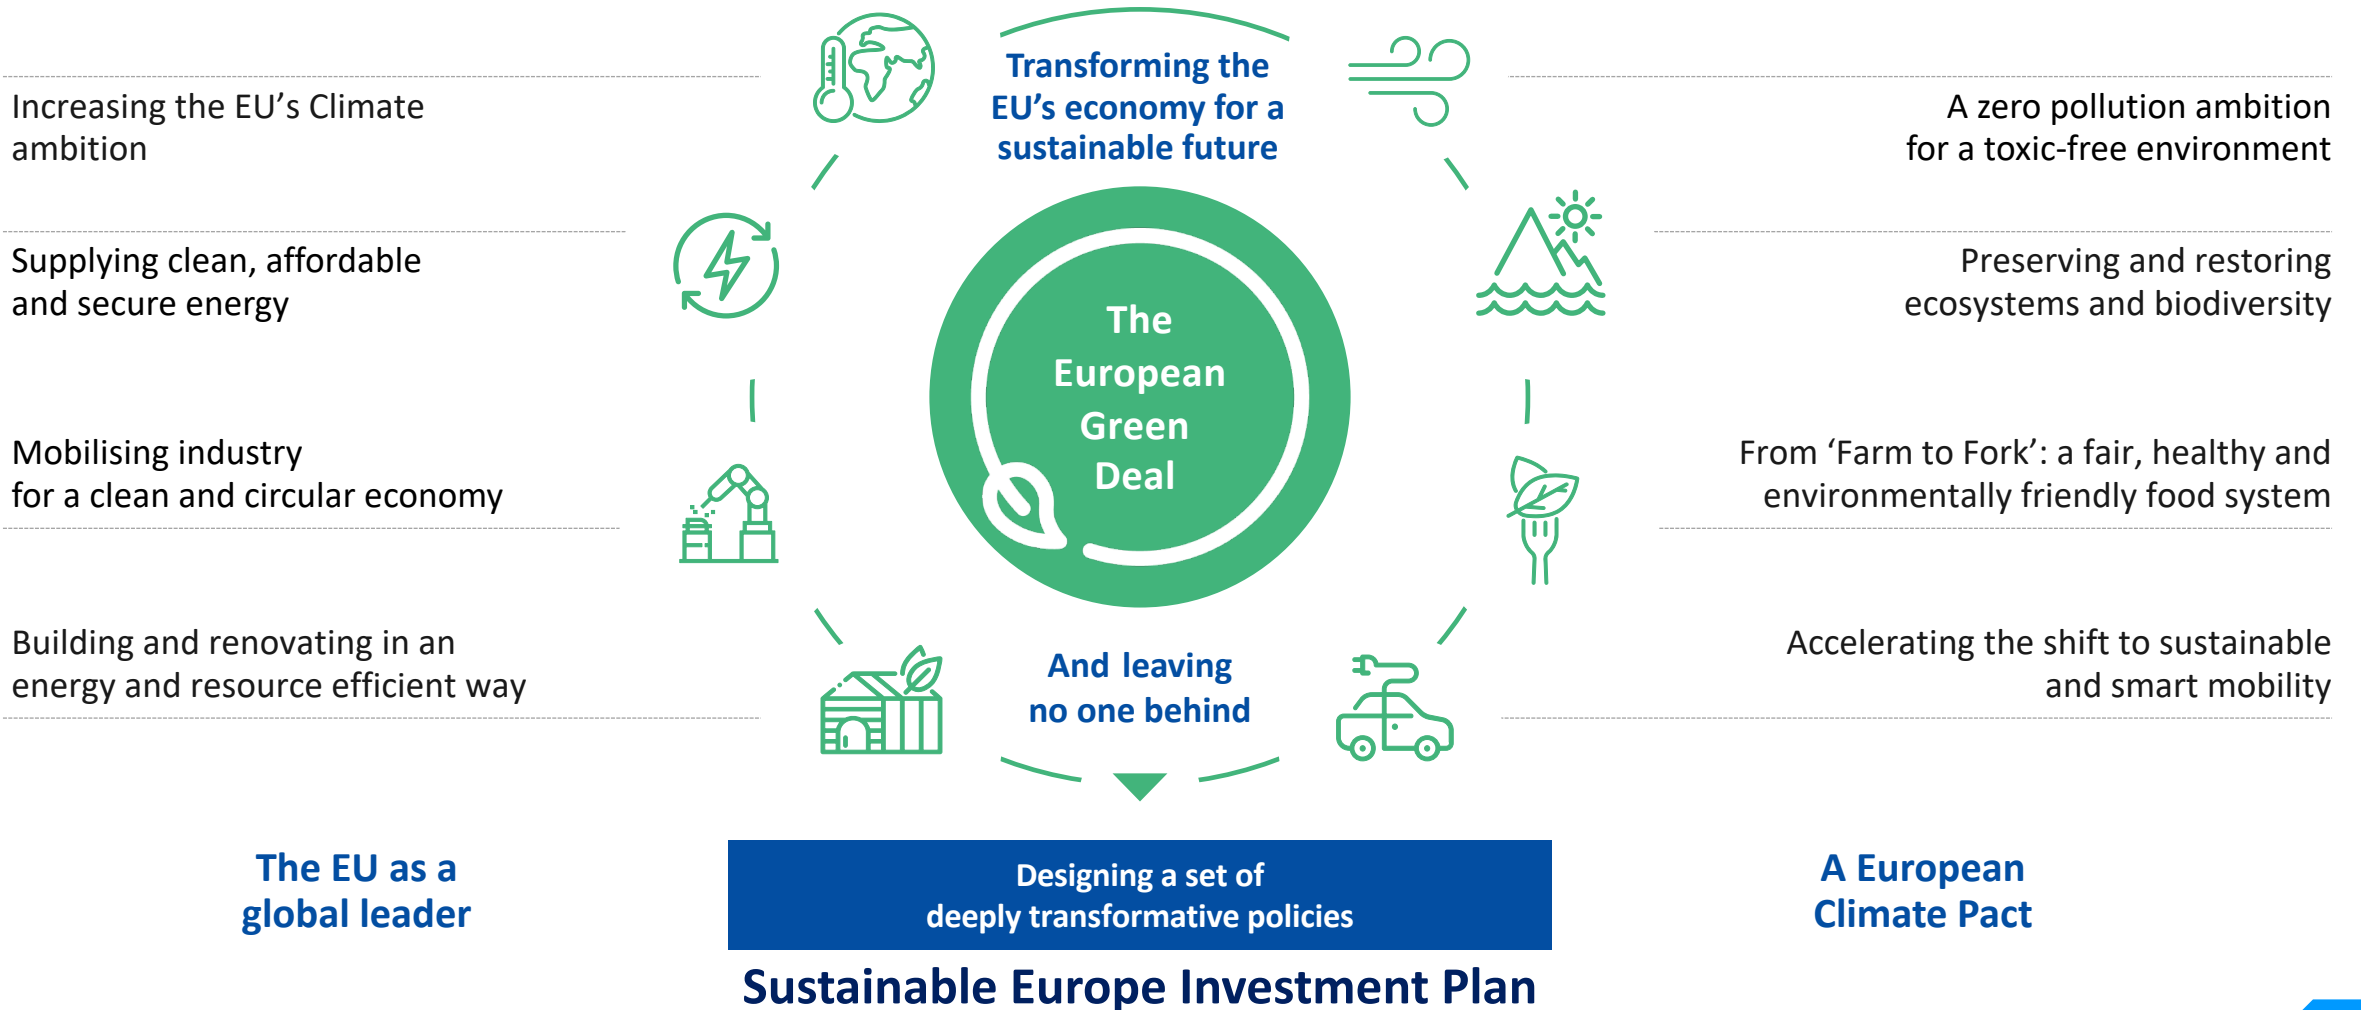 Transforming the
EU’s economy for a
sustainable future
Increasing the EU’s Climate
ambition
Supplying clean, affordable
and secure energy
Mobilising industry
for a clean and circular economy
Building and renovating in an
energy and resource efficient way
The
European
Green
Deal
A zero pollution ambition
for a toxic-free environment
Preserving and restoring
ecosystems and biodiversity
From ‘Farm to Fork’: a fair, healthy and
environmentally friendly food system
Accelerating the shift to sustainable
and smart mobility
And leaving
no one behind
The EU as a
global leader
Designing a set of
deeply transformative policies
A European
Climate Pact
Sustainable Europe Investment Plan